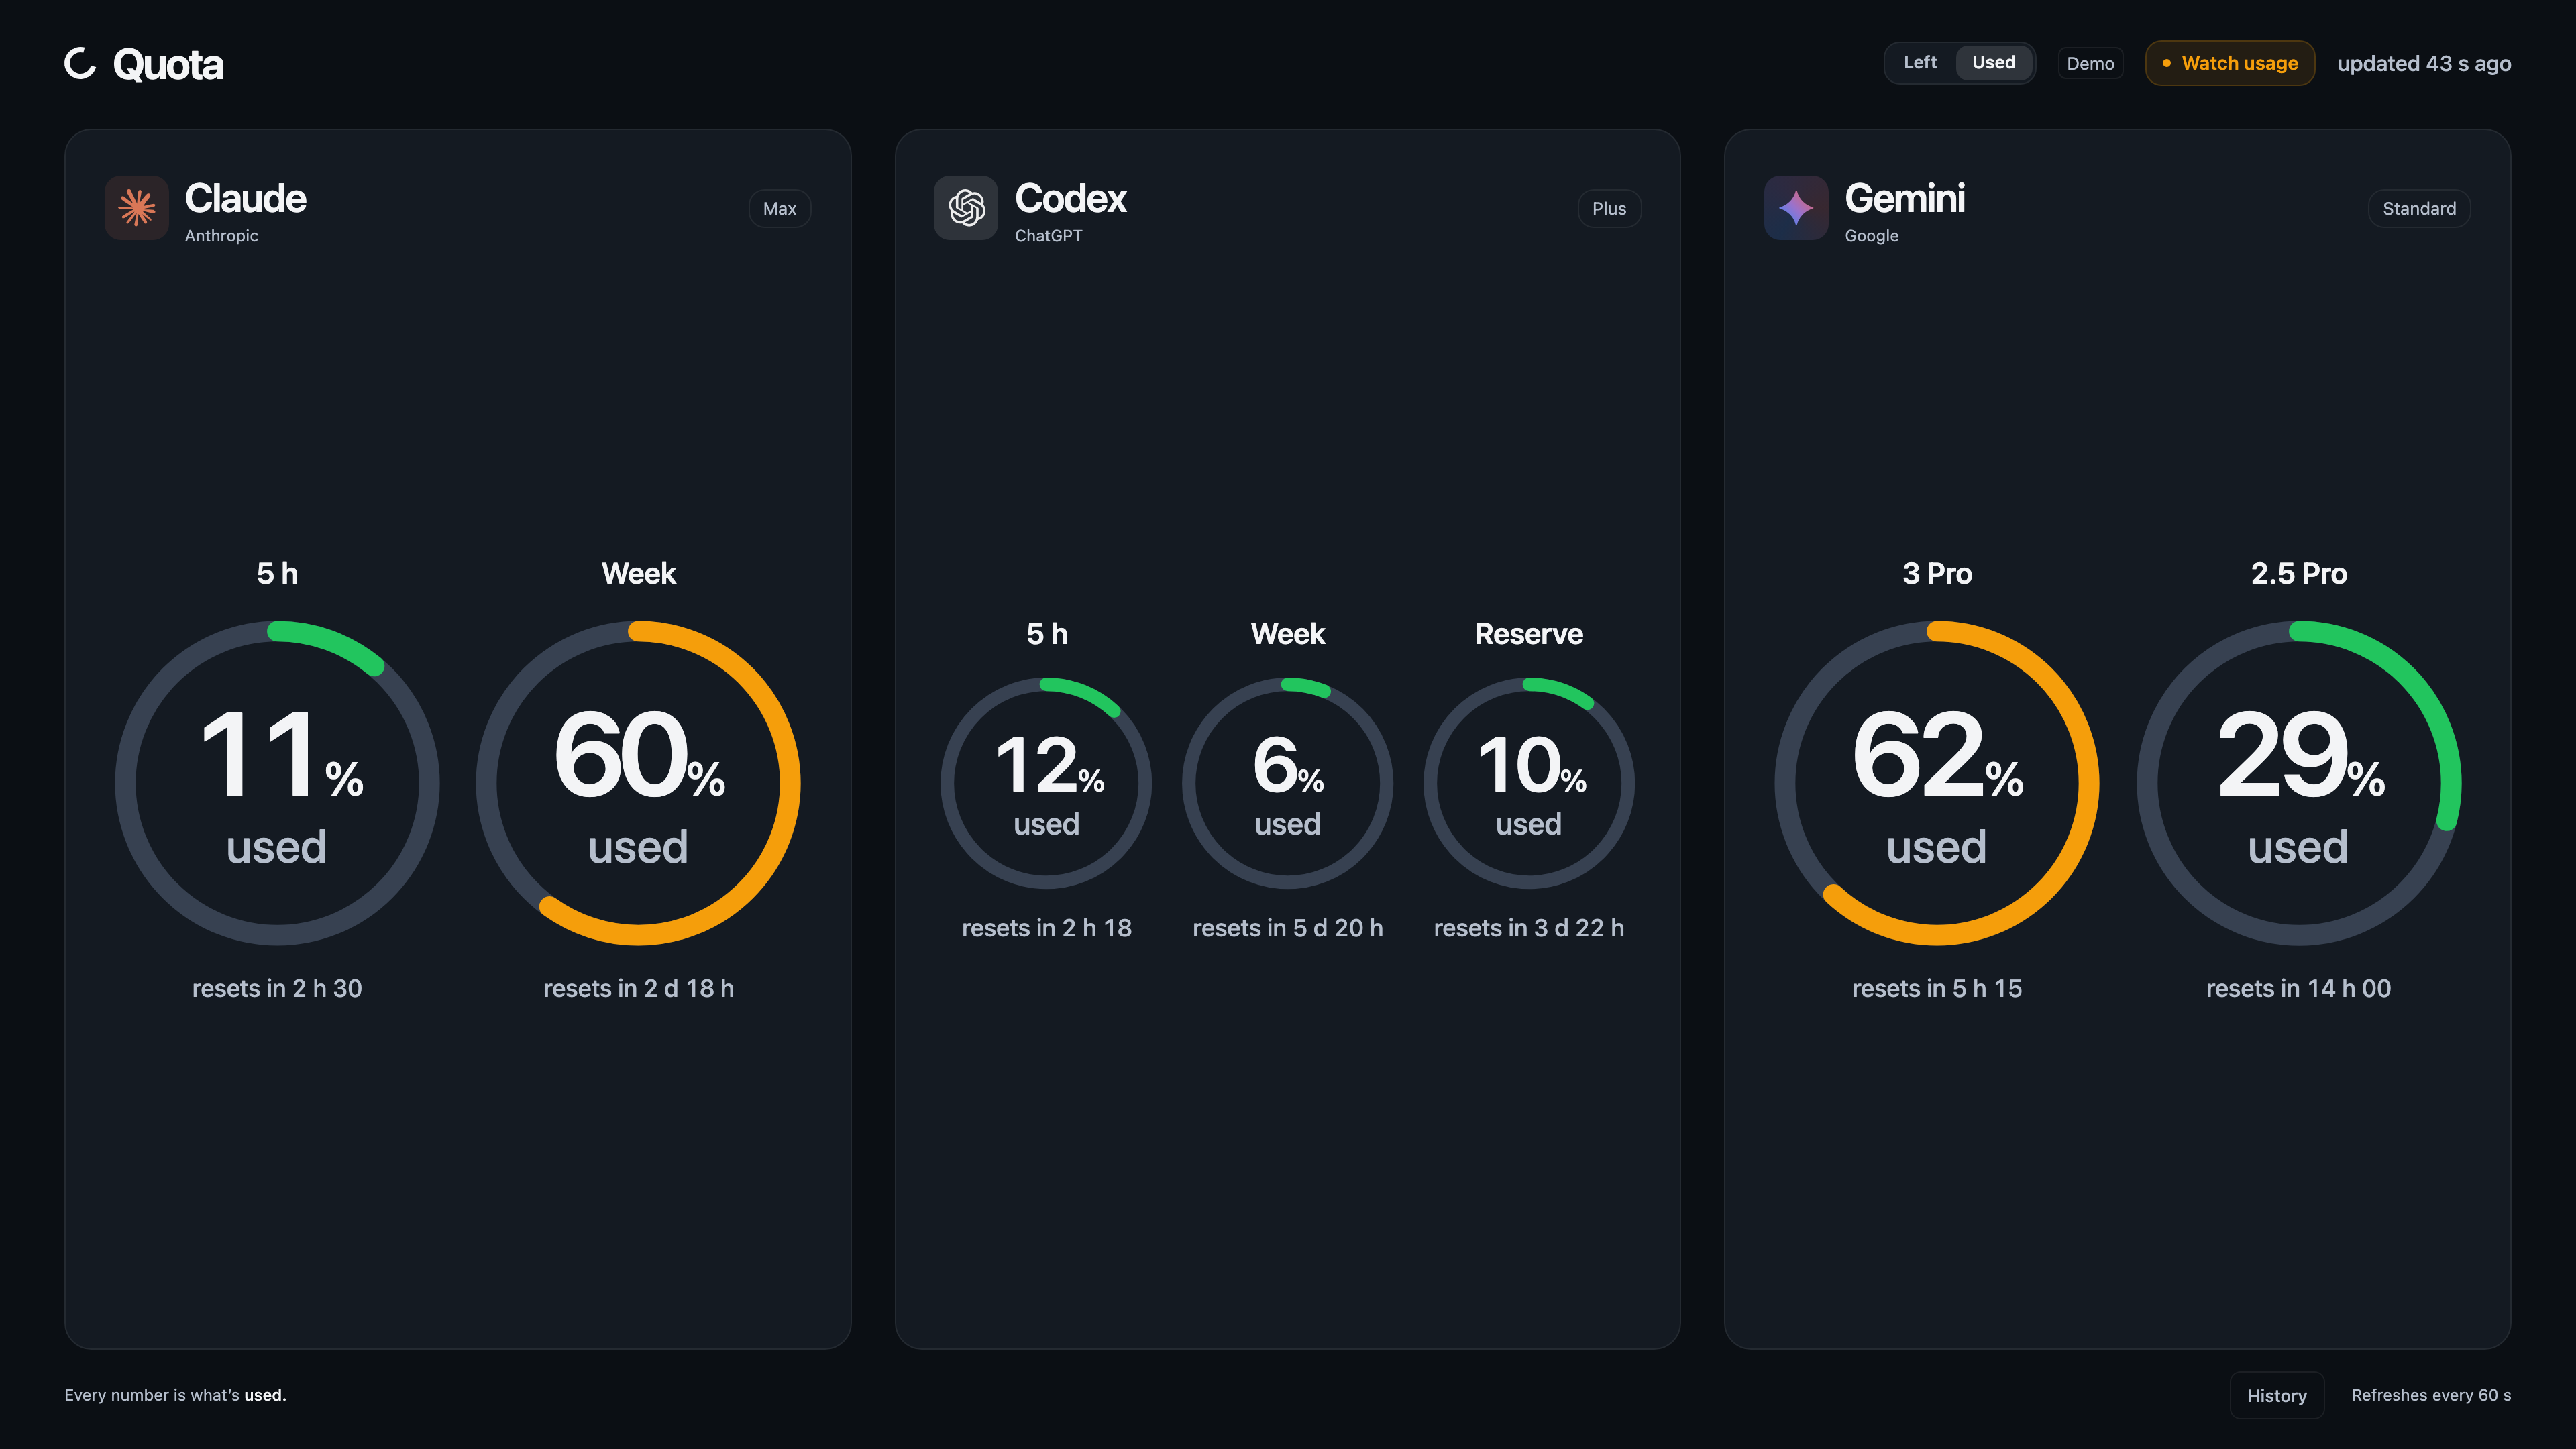 Quota
Left Used Demo Watch usage updated 43 s ago
Claude
Anthropic
Max
5 h
11%
used
resets in 2 h 30
Week
60%
used
resets in 2 d 18 h
Codex
ChatGPT
Plus
5 h
12%
used
resets in 2 h 18
Week
6%
used
resets in 5 d 20 h
Reserve
10%
used
resets in 3 d 22 h
Gemini
Google
Standard
3 Pro
62%
used
resets in 5 h 15
2.5 Pro
29%
used
resets in 14 h 00
Every number is what’s used.
History
Refreshes every 60 s